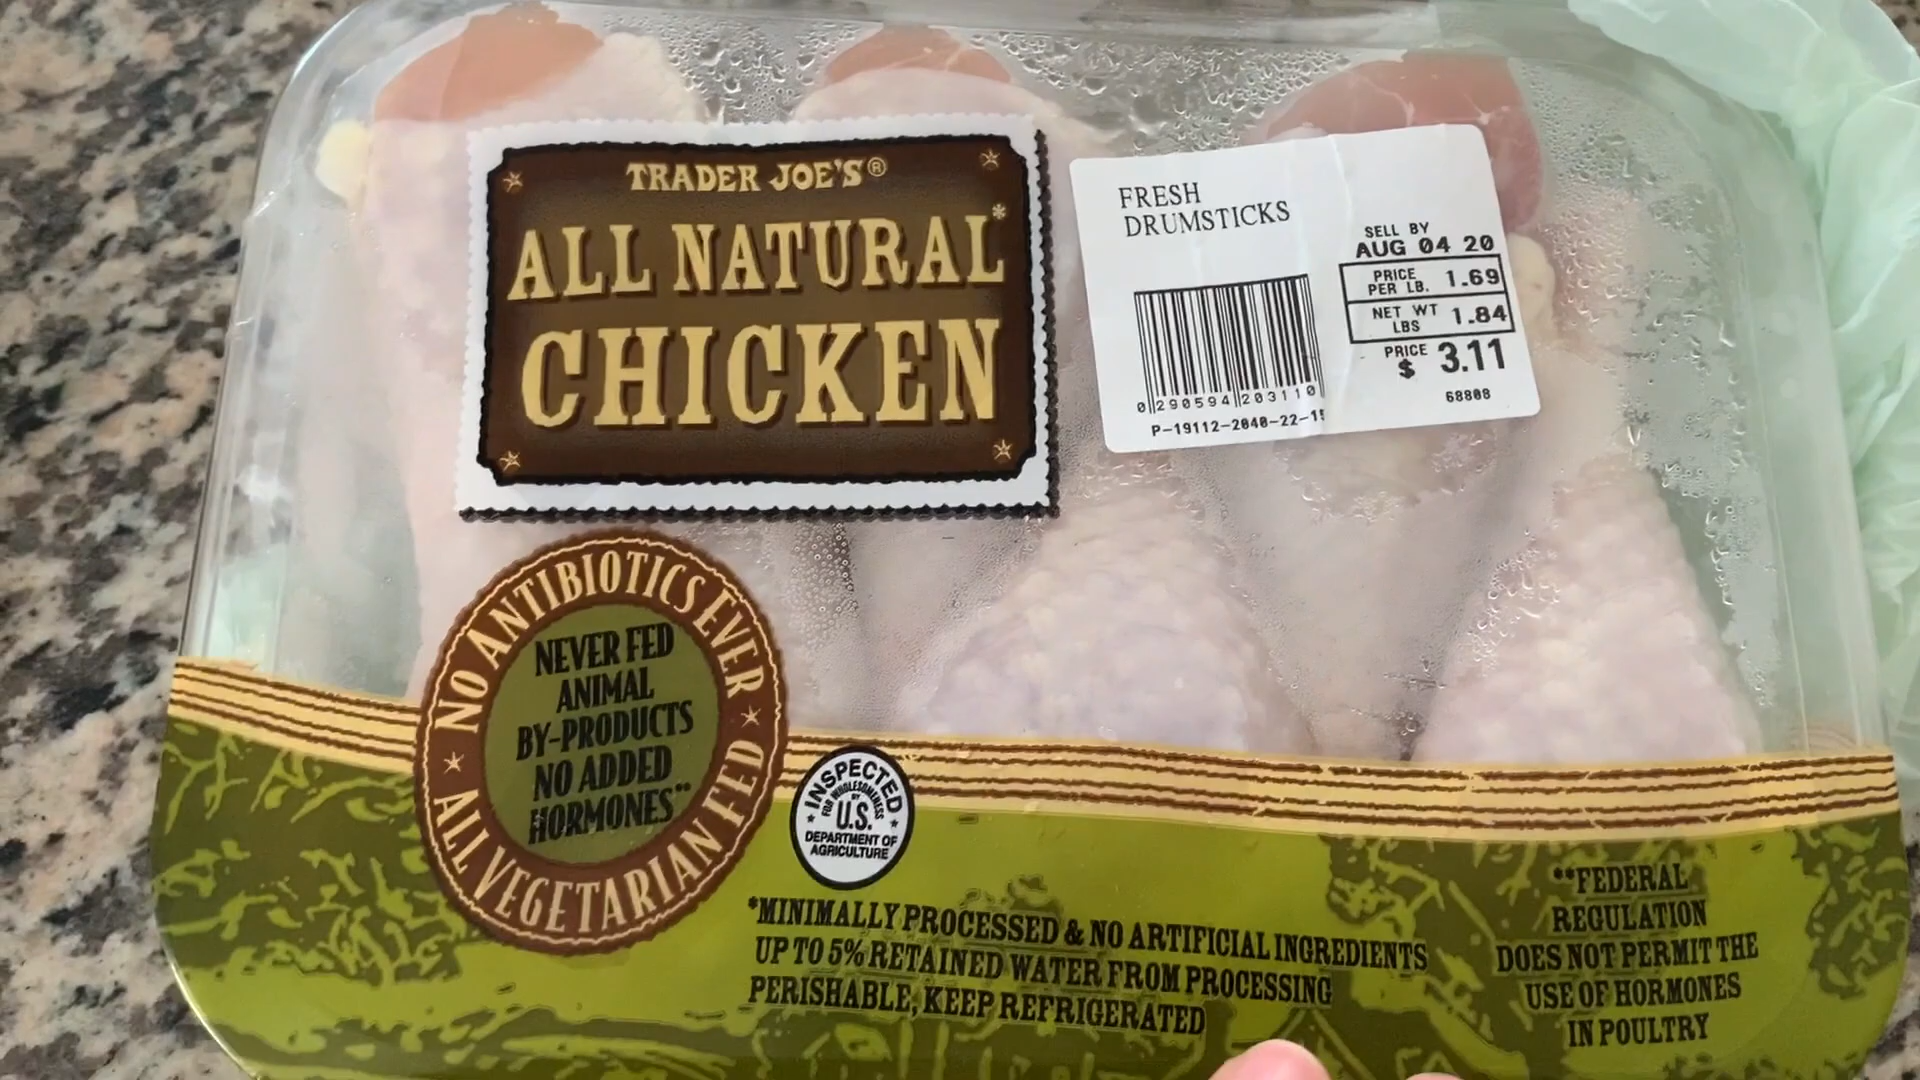 TRADER JOE'S®
ALL NATURAL*
CHICKEN
FRESH
DRUMSTICKS
SELL BY
AUG 04 20
PRICE PER LB. 1.69
NET WT LBS 1.84
PRICE $ 3.11
68808
0 290594 203110
P-19112-2040-22-15
NO ANTIBIOTICS EVER
NEVER FED
ANIMAL
BY-PRODUCTS
NO ADDED
HORMONES**
ALL VEGETARIAN FED
INSPECTED
FOR WHOLESOMENESS
BY
U.S.
DEPARTMENT OF
AGRICULTURE
*MINIMALLY PROCESSED & NO ARTIFICIAL INGREDIENTS
UP TO 5% RETAINED WATER FROM PROCESSING
PERISHABLE, KEEP REFRIGERATED
**FEDERAL
REGULATION
DOES NOT PERMIT THE
USE OF HORMONES
IN POULTRY